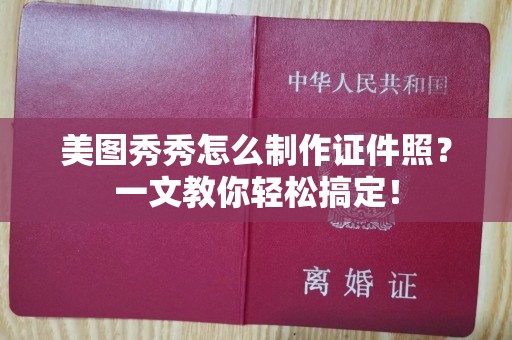 中华人民共和国
美图秀秀怎么制作证件照？
一文教你轻松搞定！
离婚证